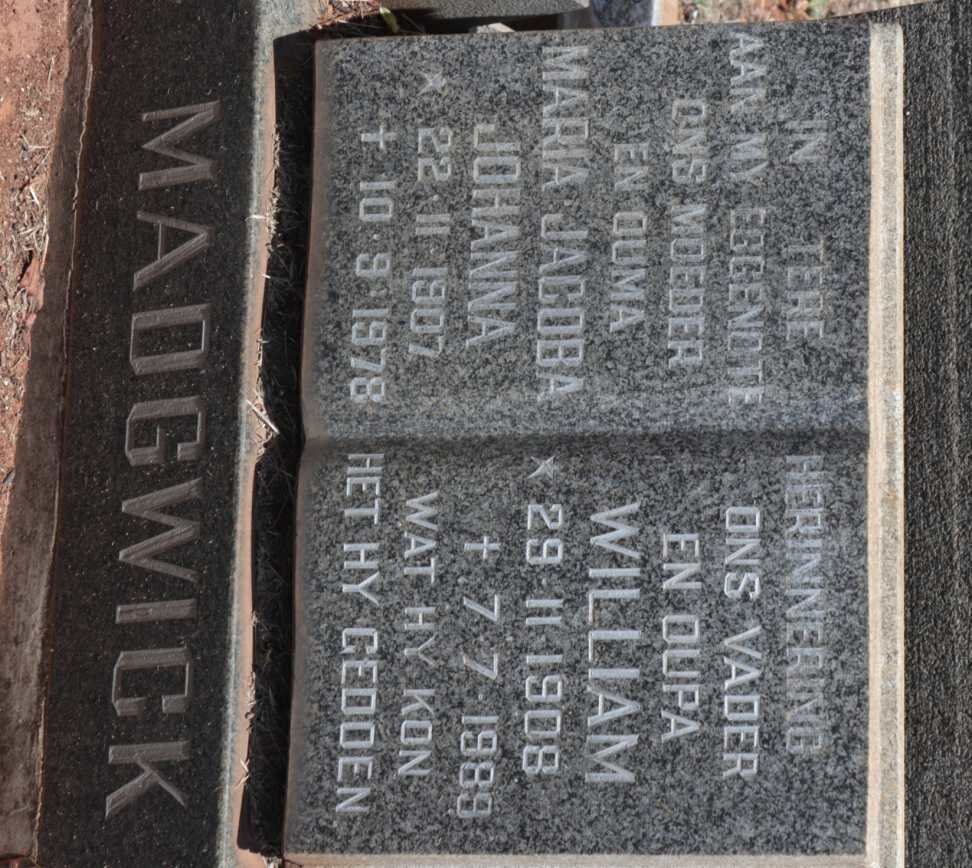 IN TERE
AAN MY EGGENOTE
ONS MOEDER
EN OUMA
MARIA JACOBA
JOHANNA
★ 22·11·1907
† 10·9·1978
HERINNERING
ONS VADER
EN OUPA
WILLIAM
★ 29·11·1908
† 7·7·1989
WAT HY KON
HET HY GEDOEN
MADGWICK